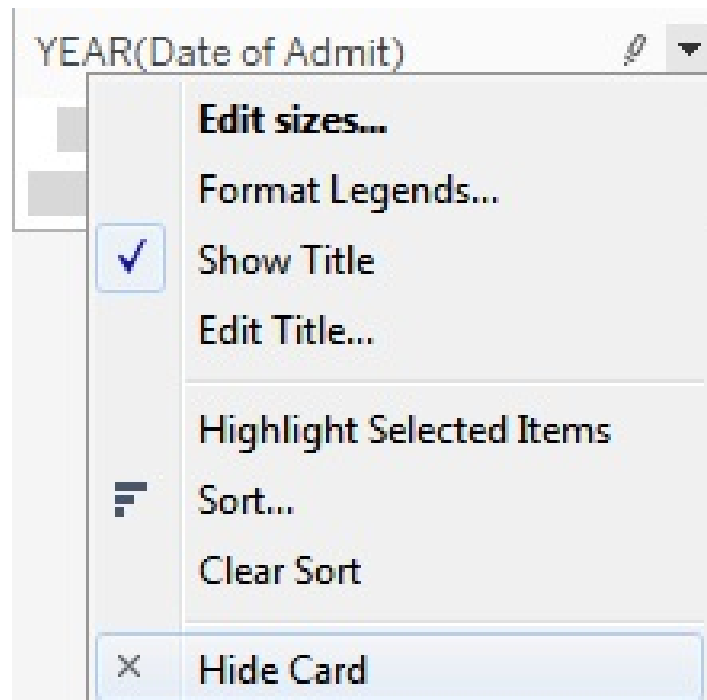 YEAR(Date of Admit)
Edit sizes...
Format Legends...
Show Title
Edit Title...
Highlight Selected Items
Sort...
Clear Sort
Hide Card